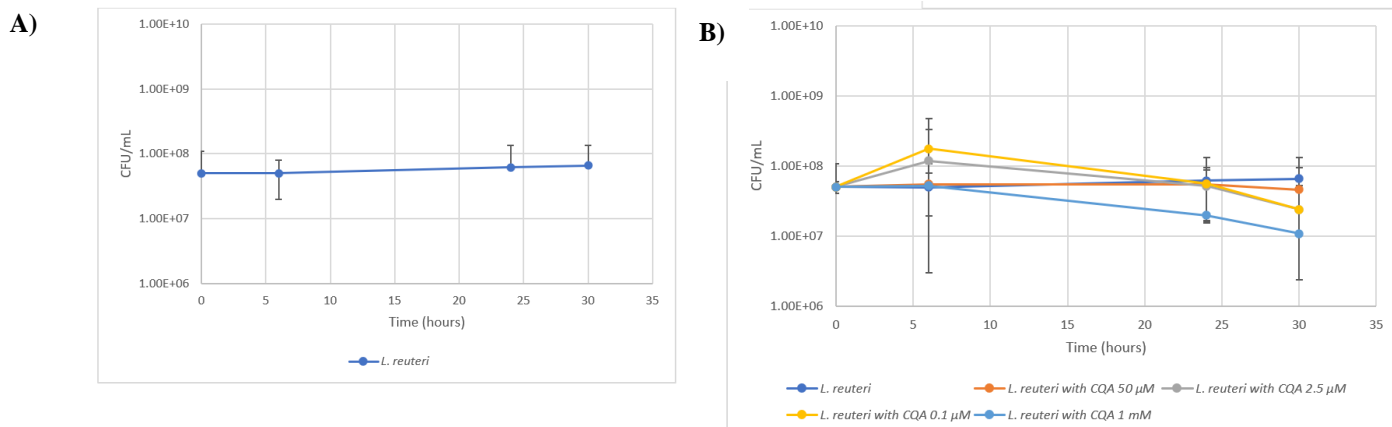 A)
1.00E+10
1.00E+09
1.00E+08
1.00E+07
1.00E+06
CFU/mL
0 5 10 15 20 25 30 35
Time (hours)
L. reuteri
B)
1.00E+10
1.00E+09
1.00E+08
1.00E+07
1.00E+06
CFU/mL
0 5 10 15 20 25 30 35
Time (hours)
L. reuteri L. reuteri with CQA 50 µM L. reuteri with CQA 2.5 µM
L. reuteri with CQA 0.1 µM L. reuteri with CQA 1 mM